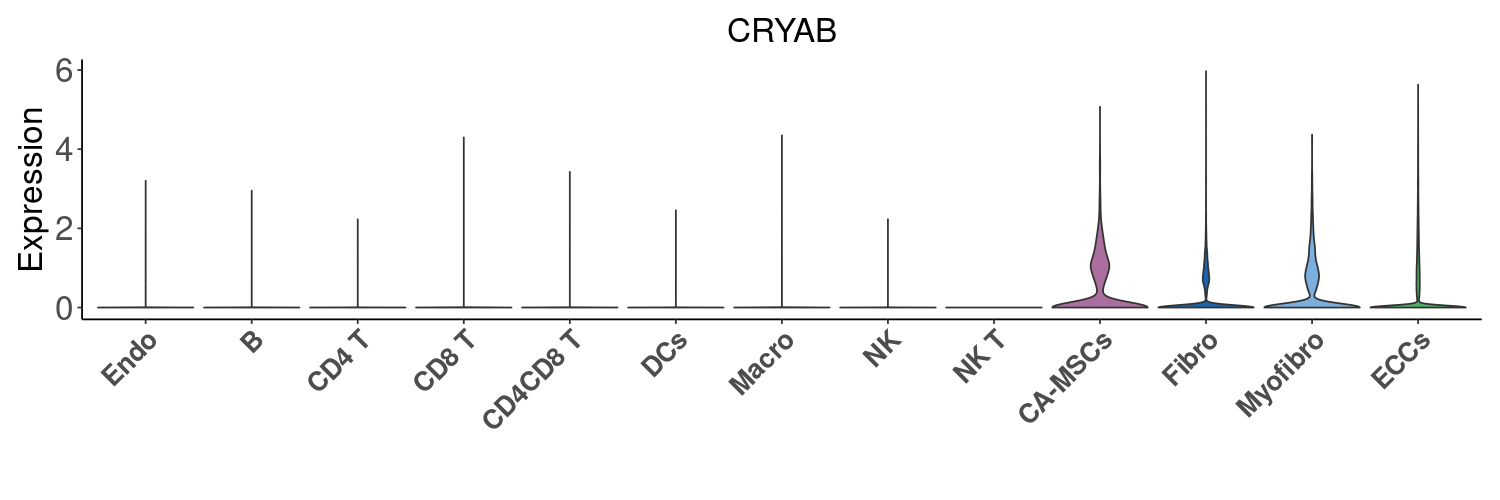 CRYAB
Expression
6
4
2
0
Endo
B
CD4 T
CD8 T
CD4CD8 T
DCs
Macro
NK
NK T
CA-MSCs
Fibro
Myofibro
ECCs